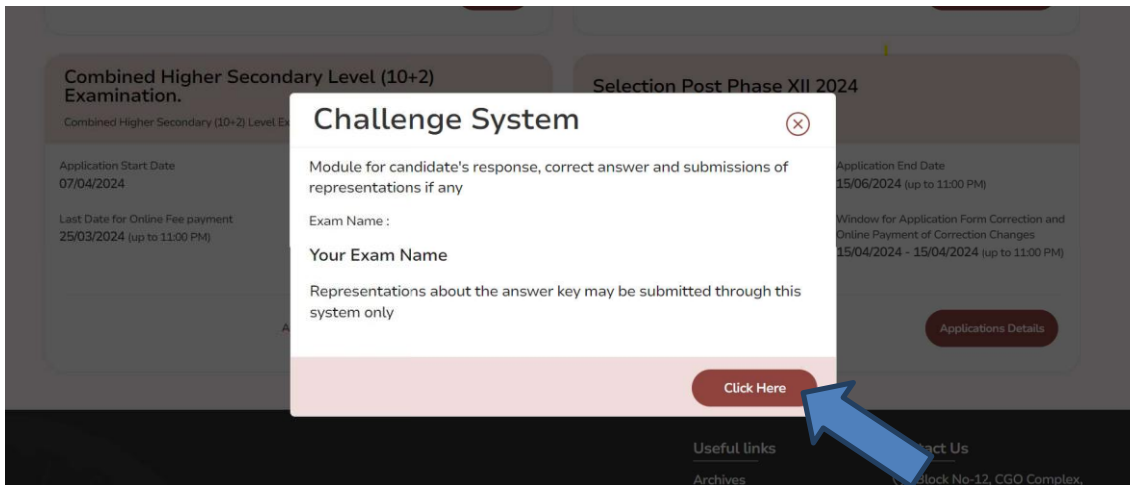 Combined Higher Secondary Level (10+2)
Examination.
Combined Higher Secondary (10+2) Level Ex
Application Start Date
07/04/2024
Last Date for Online Fee payment
25/03/2024 (up to 11:00 PM)
A
Selection Post Phase XII 2024
Application End Date
15/06/2024 (up to 11:00 PM)
Window for Application Form Correction and
Online Payment of Correction Changes
15/04/2024 - 15/04/2024 (up to 11:00 PM)
Applications Details
Challenge System
Module for candidate's response, correct answer and submissions of
representations if any
Exam Name :
Your Exam Name
Representations about the answer key may be submitted through this
system only
Click Here
Useful links
Archives
tact Us
Block No-12, CGO Complex,